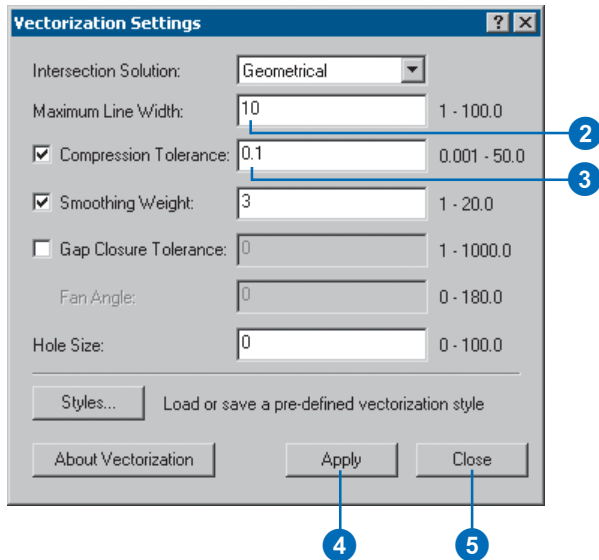 Vectorization Settings ? ×
Intersection Solution: Geometrical
Maximum Line Width: 10 1 - 100.0
2
Compression Tolerance: 0.1 0.001 - 50.0
3
Smoothing Weight: 3 1 - 20.0
Gap Closure Tolerance: 0 1 - 1000.0
Fan Angle: 0 0 - 180.0
Hole Size: 0 0 - 100.0
Styles... Load or save a pre-defined vectorization style
About Vectorization Apply Close
4 5